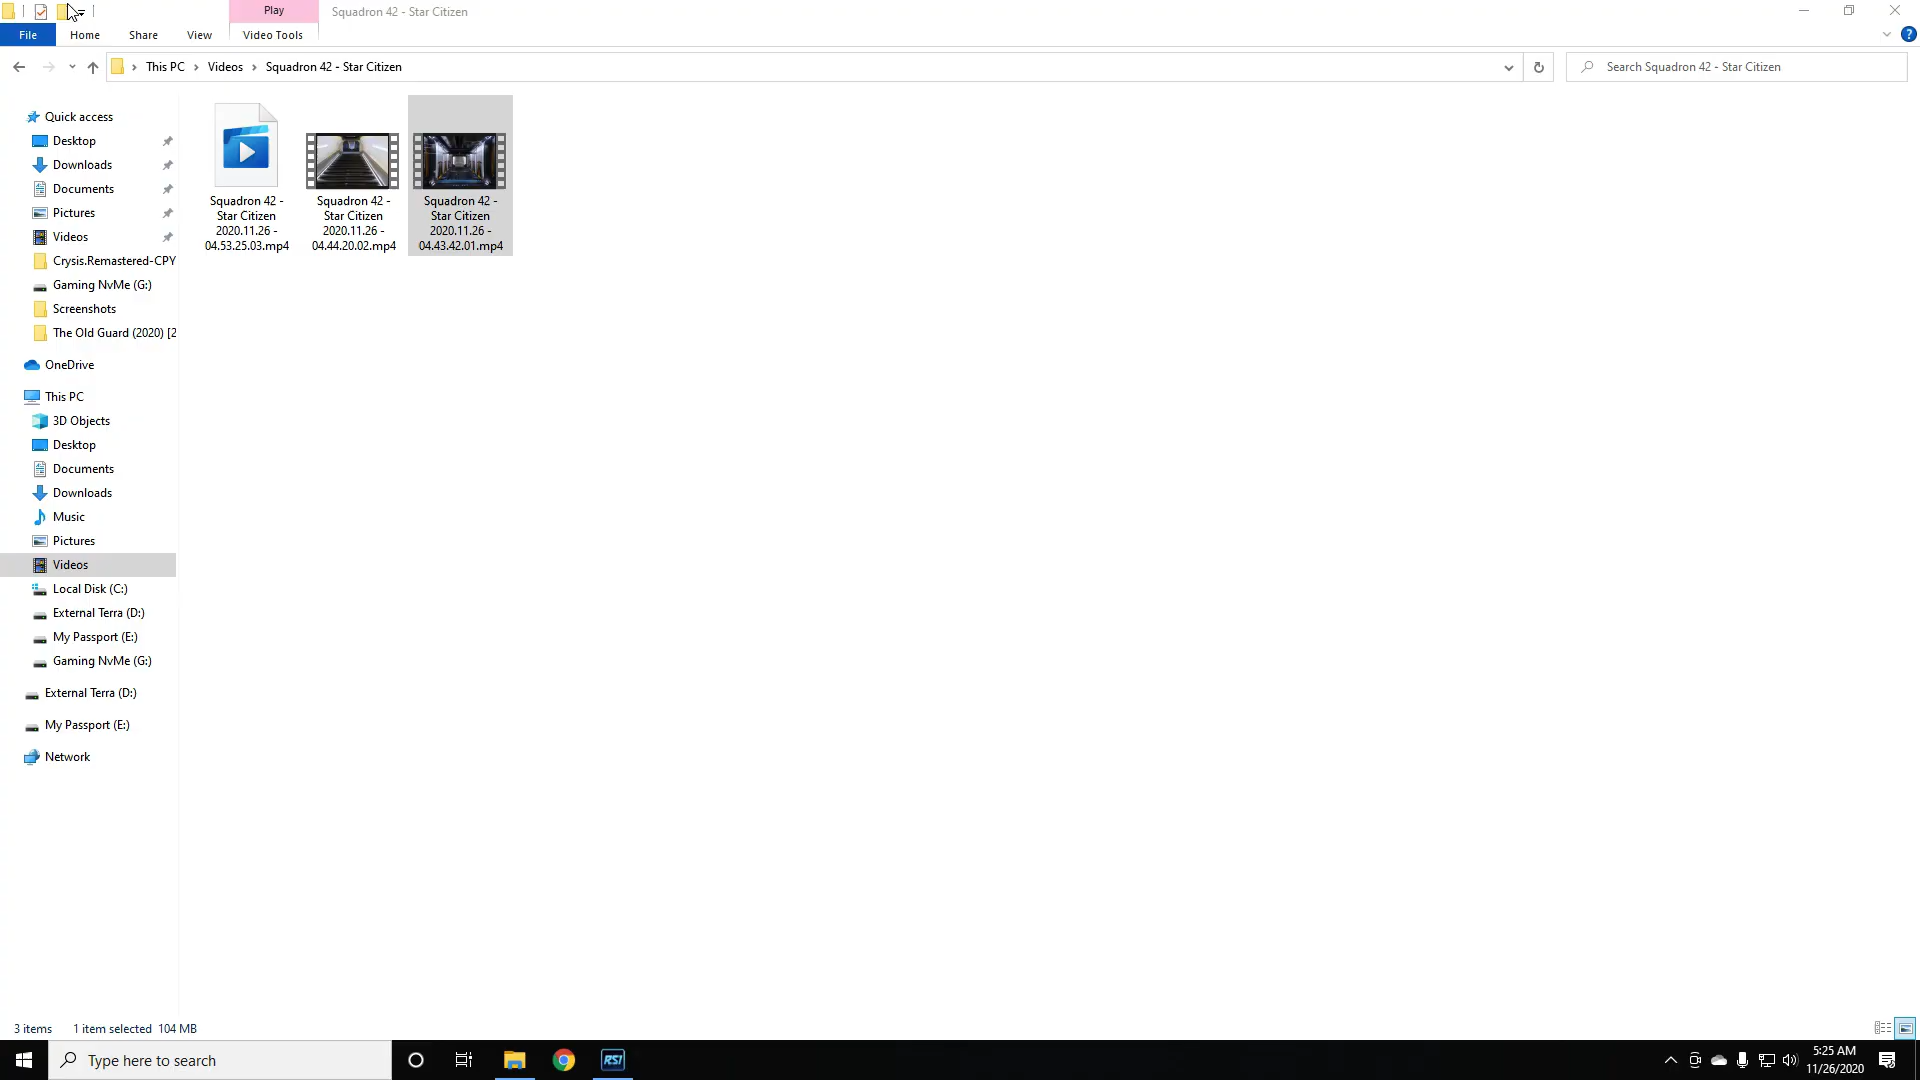 Play
Squadron 42 - Star Citizen
File
Home
Share
View
Video Tools
This PC
Videos
Squadron 42 - Star Citizen
Search Squadron 42 - Star Citizen
Quick access
Desktop
Downloads
Documents
Pictures
Videos
Crysis.Remastered-CPY
Gaming NvMe (G:)
Screenshots
The Old Guard (2020) [2
OneDrive
This PC
3D Objects
Desktop
Documents
Downloads
Music
Pictures
Videos
Local Disk (C:)
External Terra (D:)
My Passport (E:)
Gaming NvMe (G:)
External Terra (D:)
My Passport (E:)
Network
Squadron 42 -
Star Citizen
2020.11.26 -
04.53.25.03.mp4
Squadron 42 -
Star Citizen
2020.11.26 -
04.44.20.02.mp4
Squadron 42 -
Star Citizen
2020.11.26 -
04.43.42.01.mp4
3 items
1 item selected 104 MB
Type here to search
RSI
5:25 AM
11/26/2020